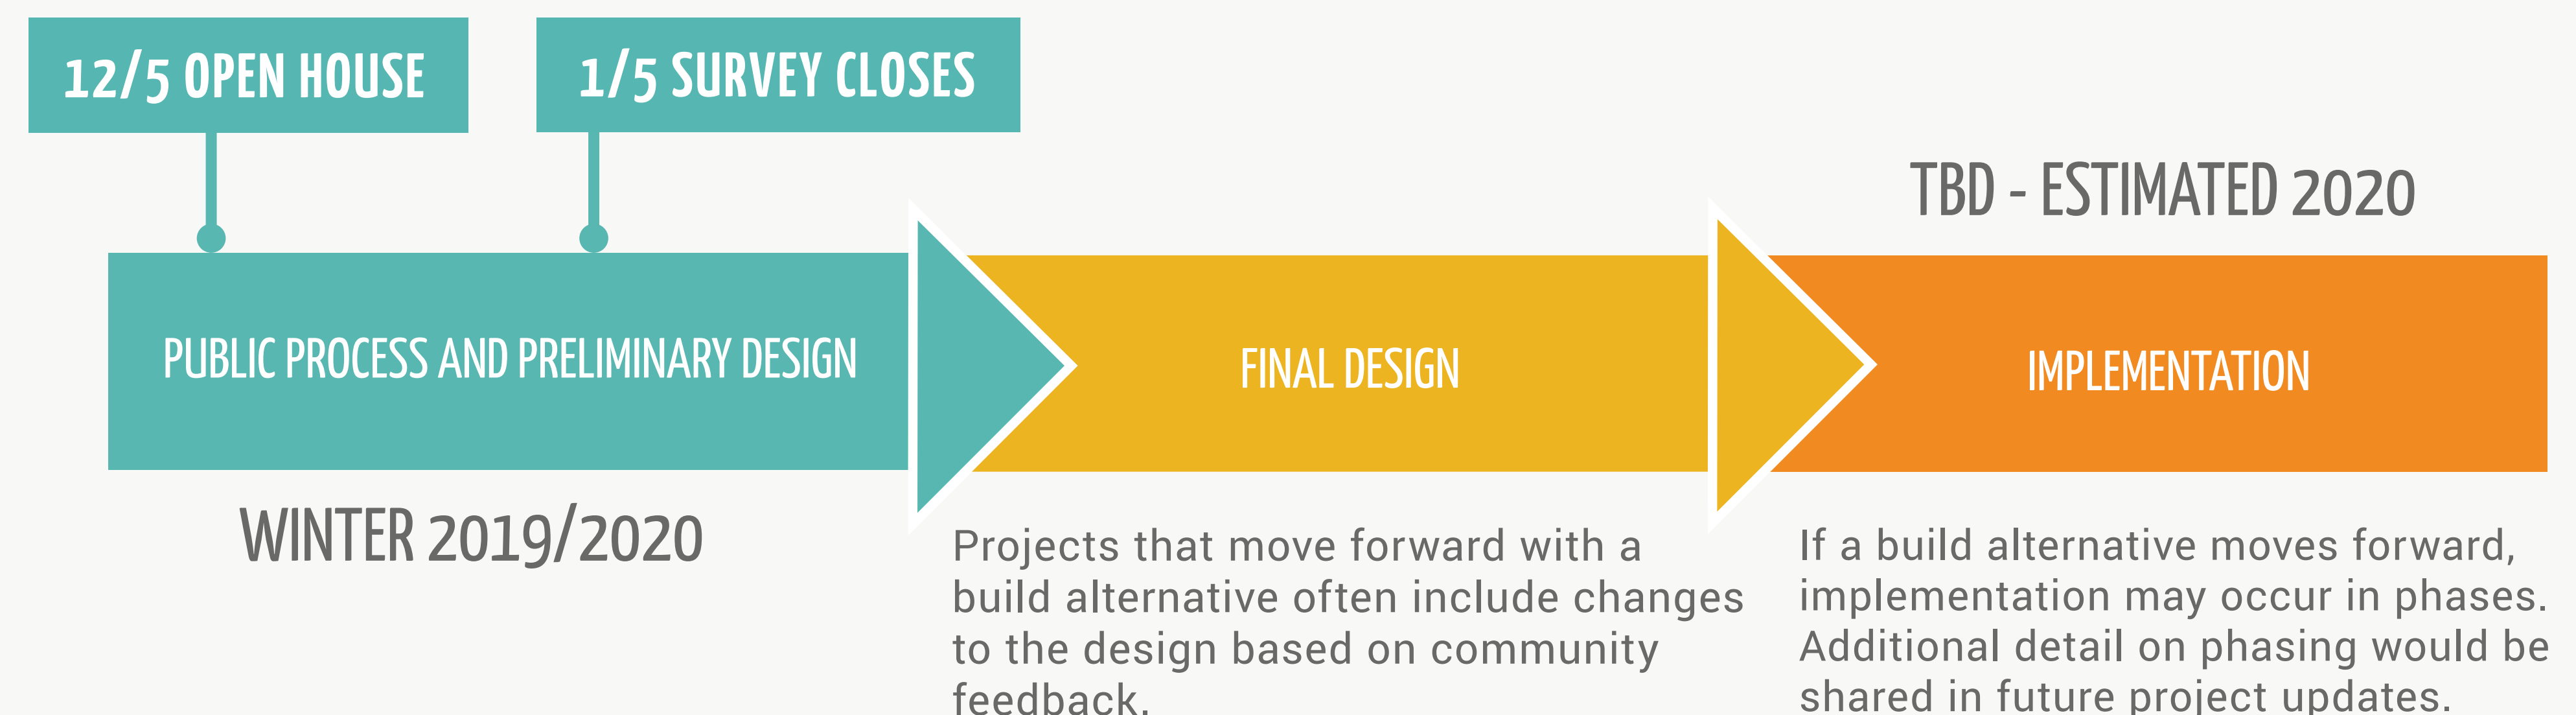 12/5 OPEN HOUSE
1/5 SURVEY CLOSES
TBD - ESTIMATED 2020
PUBLIC PROCESS AND PRELIMINARY DESIGN
FINAL DESIGN
IMPLEMENTATION
WINTER 2019/2020
Projects that move forward with a
build alternative often include changes
to the design based on community
feedback.
If a build alternative moves forward,
implementation may occur in phases.
Additional detail on phasing would be
shared in future project updates.